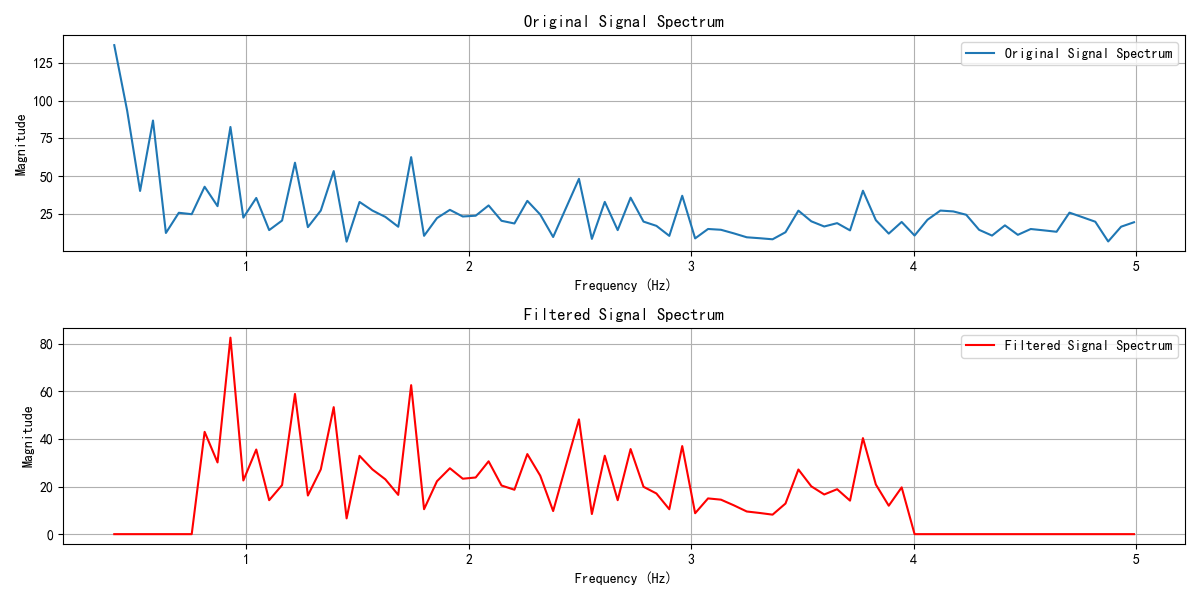 Original Signal Spectrum
Original Signal Spectrum
125
100
75
50
25
Magnitude
1 2 3 4 5
Frequency (Hz)
Filtered Signal Spectrum
Filtered Signal Spectrum
80
60
40
20
0
Magnitude
1 2 3 4 5
Frequency (Hz)